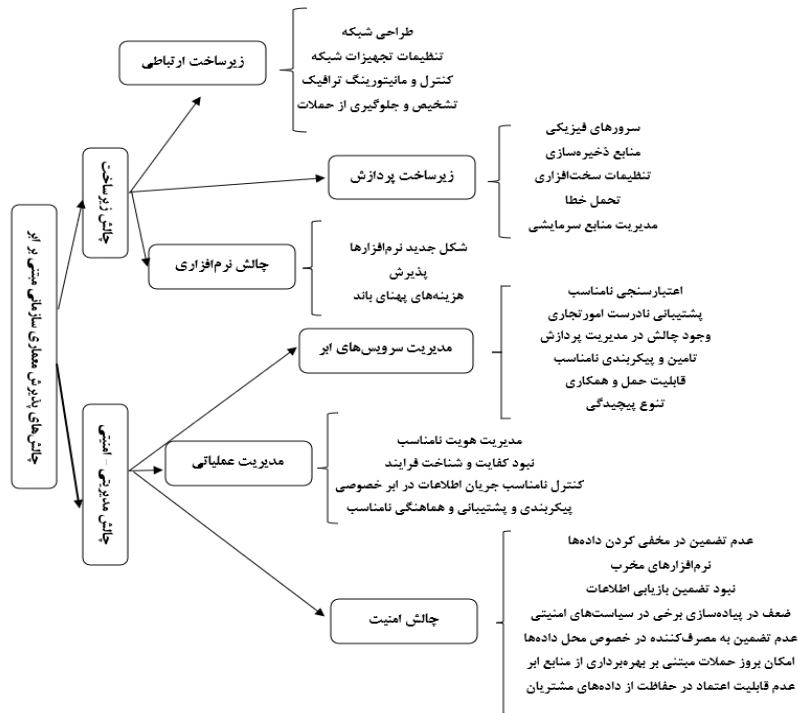 چالش‌های پذیرش معماری سازمانی مبتنی بر ابر
چالش زیرساخت
زیرساخت ارتباطی
طراحی شبکه
تنظیمات تجهیزات شبکه
کنترل و مانیتورینگ ترافیک
تشخیص و جلوگیری از حملات
زیرساخت پردازش
سرورهای فیزیکی
منابع ذخیره‌سازی
تنظیمات سخت‌افزاری
تحمل خطا
مدیریت منابع سرمایشی
چالش نرم‌افزاری
شکل جدید نرم‌افزارها
پذیرش
هزینه‌های پهنای باند
چالش مدیریتی - امنیتی
مدیریت سرویس‌های ابر
اعتبارسنجی نامناسب
پشتیبانی نادرست امورتجاری
وجود چالش در مدیریت پردازش
تامین و پیکربندی نامناسب
قابلیت حمل و همکاری
تنوع پیچیدگی
مدیریت عملیاتی
مدیریت هویت نامناسب
نبود کفایت و شناخت فرایند
کنترل نامناسب جریان اطلاعات در ابر خصوصی
پیکربندی و پشتیبانی و هماهنگی نامناسب
چالش امنیت
عدم تضمین در مخفی کردن داده‌ها
نرم‌افزارهای مخرب
نبود تضمین بازیابی اطلاعات
ضعف در پیاده‌سازی برخی در سیاست‌های امنیتی
عدم تضمین به مصرف‌کننده در خصوص محل داده‌ها
امکان بروز حملات مبتنی بر بهره‌برداری از منابع ابر
عدم قابلیت اعتماد در حفاظت از داده‌های مشتریان